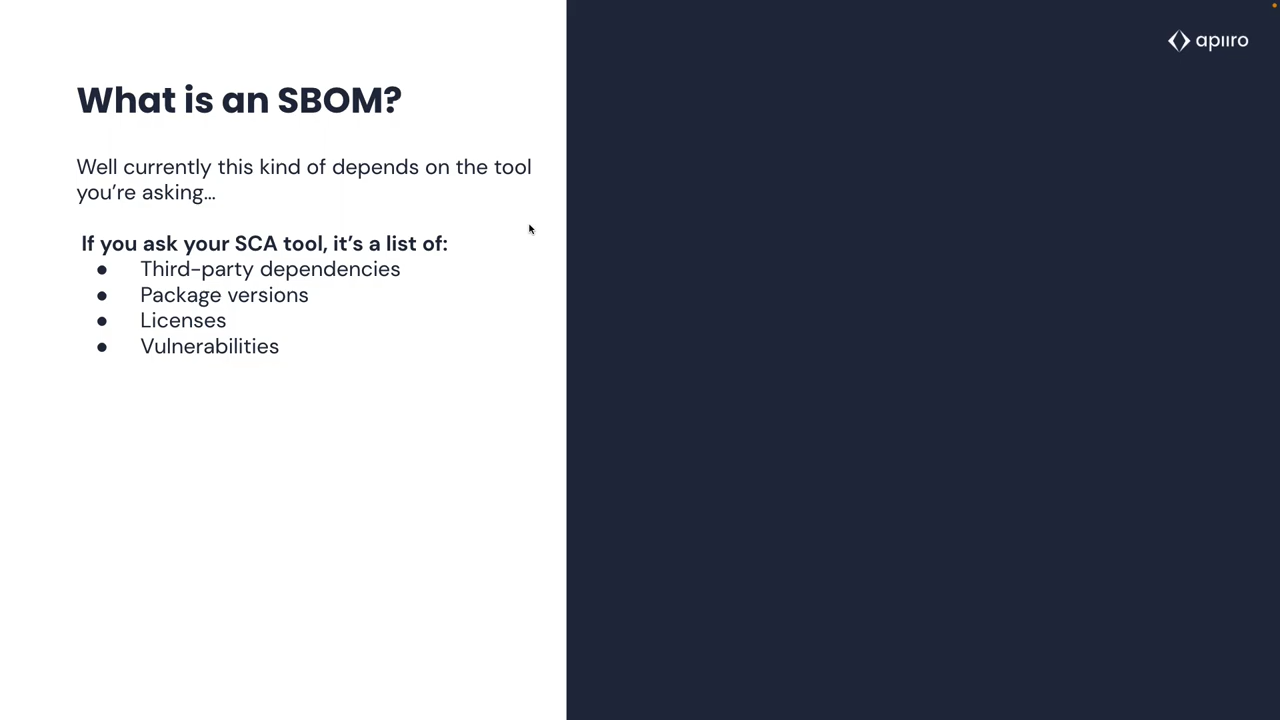 apiiro
What is an SBOM?
Well currently this kind of depends on the tool
you're asking...
If you ask your SCA tool, it's a list of:
● Third-party dependencies
● Package versions
● Licenses
● Vulnerabilities